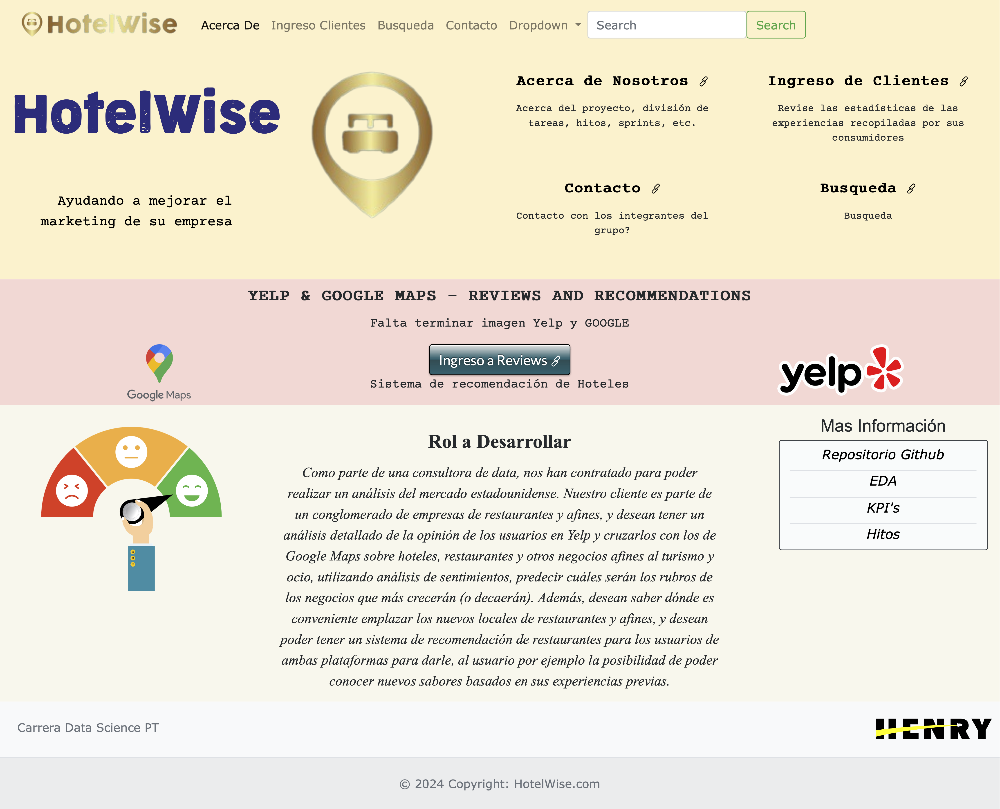 HotelWise
Acerca De
Ingreso Clientes
Busqueda
Contacto
Dropdown
Search
Search
HotelWise
Ayudando a mejorar el
marketing de su empresa
Acerca de Nosotros
Acerca del proyecto, división de
tareas, hitos, sprints, etc.
Ingreso de Clientes
Revise las estadísticas de las
experiencias recopiladas por sus
consumidores
Contacto
Contacto con los integrantes del
grupo?
Busqueda
Busqueda
YELP & GOOGLE MAPS - REVIEWS AND RECOMMENDATIONS
Falta terminar imagen Yelp y GOOGLE
Google Maps
Ingreso a Reviews
Sistema de recomendación de Hoteles
yelp
Rol a Desarrollar
Como parte de una consultora de data, nos han contratado para poder
realizar un análisis del mercado estadounidense. Nuestro cliente es parte de
un conglomerado de empresas de restaurantes y afines, y desean tener un
análisis detallado de la opinión de los usuarios en Yelp y cruzarlos con los de
Google Maps sobre hoteles, restaurantes y otros negocios afines al turismo y
ocio, utilizando análisis de sentimientos, predecir cuáles serán los rubros de
los negocios que más crecerán (o decaerán). Además, desean saber dónde es
conveniente emplazar los nuevos locales de restaurantes y afines, y desean
poder tener un sistema de recomendación de restaurantes para los usuarios de
ambas plataformas para darle, al usuario por ejemplo la posibilidad de poder
conocer nuevos sabores basados en sus experiencias previas.
Mas Información
Repositorio Github
EDA
KPI's
Hitos
Carrera Data Science PT
HENRY
© 2024 Copyright: HotelWise.com